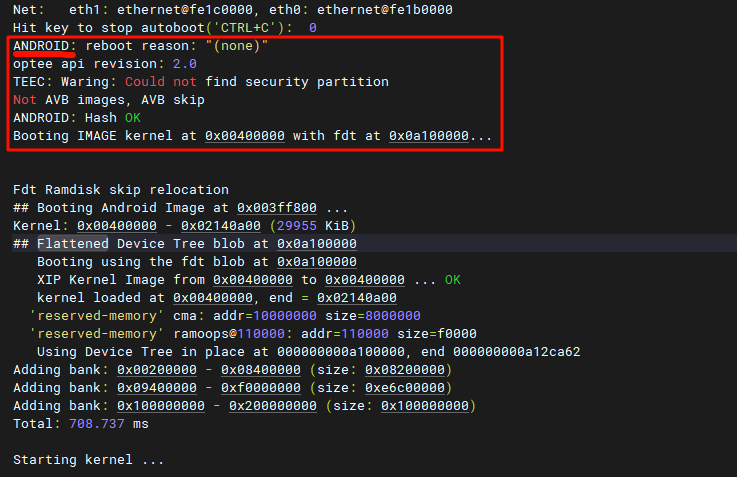 Net:   eth1: ethernet@fe1c0000, eth0: ethernet@fe1b0000
Hit key to stop autoboot('CTRL+C'):  0
ANDROID: reboot reason: "(none)"
optee api revision: 2.0
TEEC: Waring: Could not find security partition
Not AVB images, AVB skip
ANDROID: Hash OK
Booting IMAGE kernel at 0x00400000 with fdt at 0x0a100000...
Fdt Ramdisk skip relocation
## Booting Android Image at 0x003ff800 ...
Kernel: 0x00400000 - 0x02140a00 (29955 KiB)
## Flattened Device Tree blob at 0x0a100000
   Booting using the fdt blob at 0x0a100000
   XIP Kernel Image from 0x00400000 to 0x00400000 ... OK
   kernel loaded at 0x00400000, end = 0x02140a00
  'reserved-memory' cma: addr=10000000 size=8000000
  'reserved-memory' ramoops@110000: addr=110000 size=f0000
   Using Device Tree in place at 000000000a100000, end 000000000a12ca62
Adding bank: 0x00200000 - 0x08400000 (size: 0x08200000)
Adding bank: 0x09400000 - 0xf0000000 (size: 0xe6c00000)
Adding bank: 0x100000000 - 0x200000000 (size: 0x100000000)
Total: 708.737 ms
Starting kernel ...